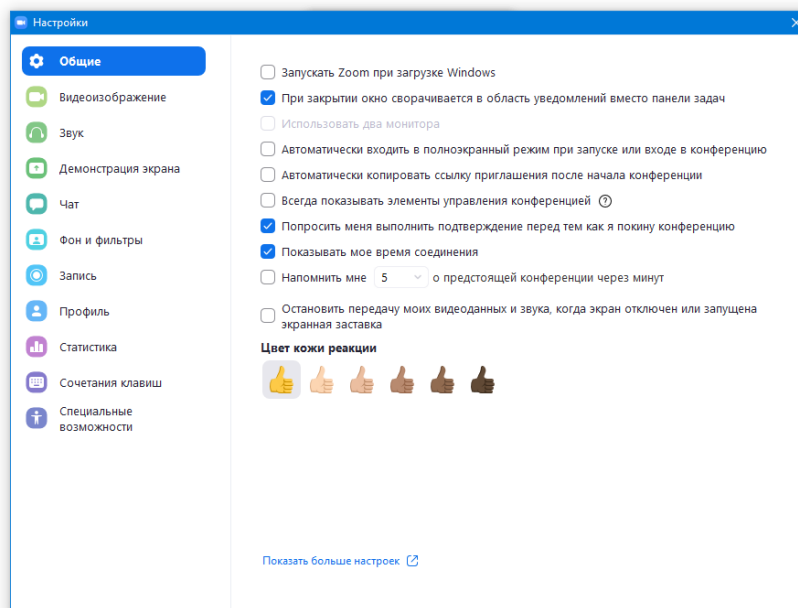 Настройки
Общие
Видеоизображение
Звук
Демонстрация экрана
Чат
Фон и фильтры
Запись
Профиль
Статистика
Сочетания клавиш
Специальные
возможности
Запускать Zoom при загрузке Windows
При закрытии окно сворачивается в область уведомлений вместо панели задач
Использовать два монитора
Автоматически входить в полноэкранный режим при запуске или входе в конференцию
Автоматически копировать ссылку приглашения после начала конференции
Всегда показывать элементы управления конференцией ?
Попросить меня выполнить подтверждение перед тем как я покину конференцию
Показывать мое время соединения
Напомнить мне 5 о предстоящей конференции через минут
Остановить передачу моих видеоданных и звука, когда экран отключен или запущена
экранная заставка
Цвет кожи реакции
Показать больше настроек